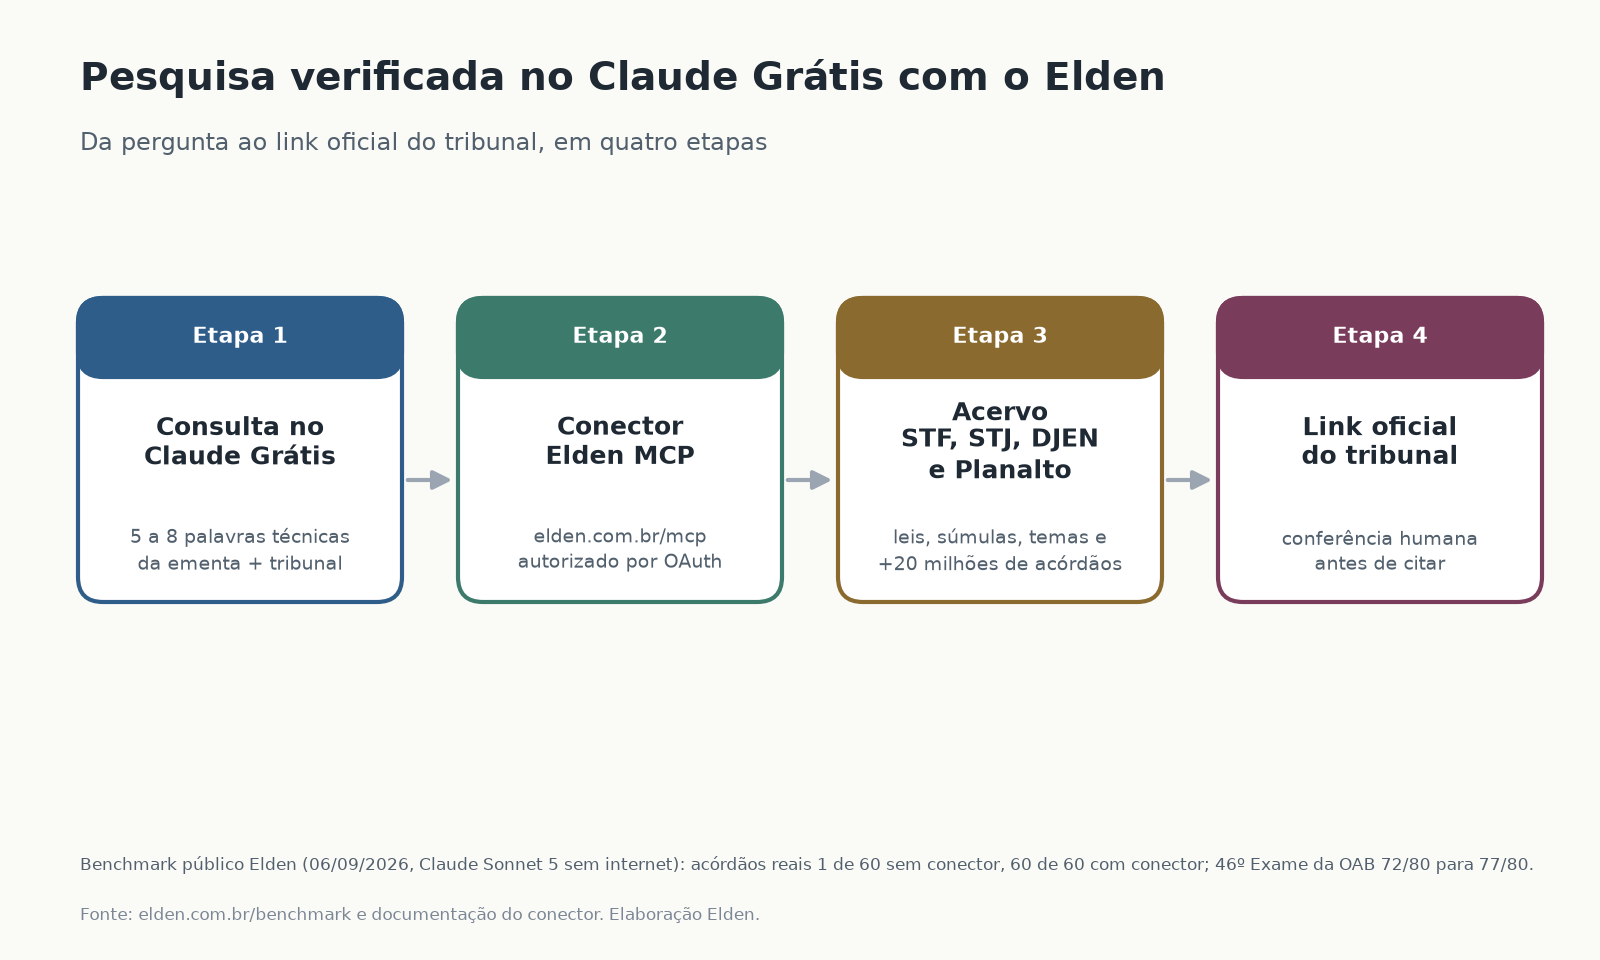 Pesquisa verificada no Claude Grátis com o Elden
Da pergunta ao link oficial do tribunal, em quatro etapas
Etapa 1
Consulta no
Claude Grátis
5 a 8 palavras técnicas
da ementa + tribunal
Etapa 2
Conector
Elden MCP
elden.com.br/mcp
autorizado por OAuth
Etapa 3
Acervo
STF, STJ, DJEN
e Planalto
leis, súmulas, temas e
+20 milhões de acórdãos
Etapa 4
Link oficial
do tribunal
conferência humana
antes de citar
Benchmark público Elden (06/09/2026, Claude Sonnet 5 sem internet): acórdãos reais 1 de 60 sem conector, 60 de 60 com conector; 46º Exame da OAB 72/80 para 77/80.
Fonte: elden.com.br/benchmark e documentação do conector. Elaboração Elden.